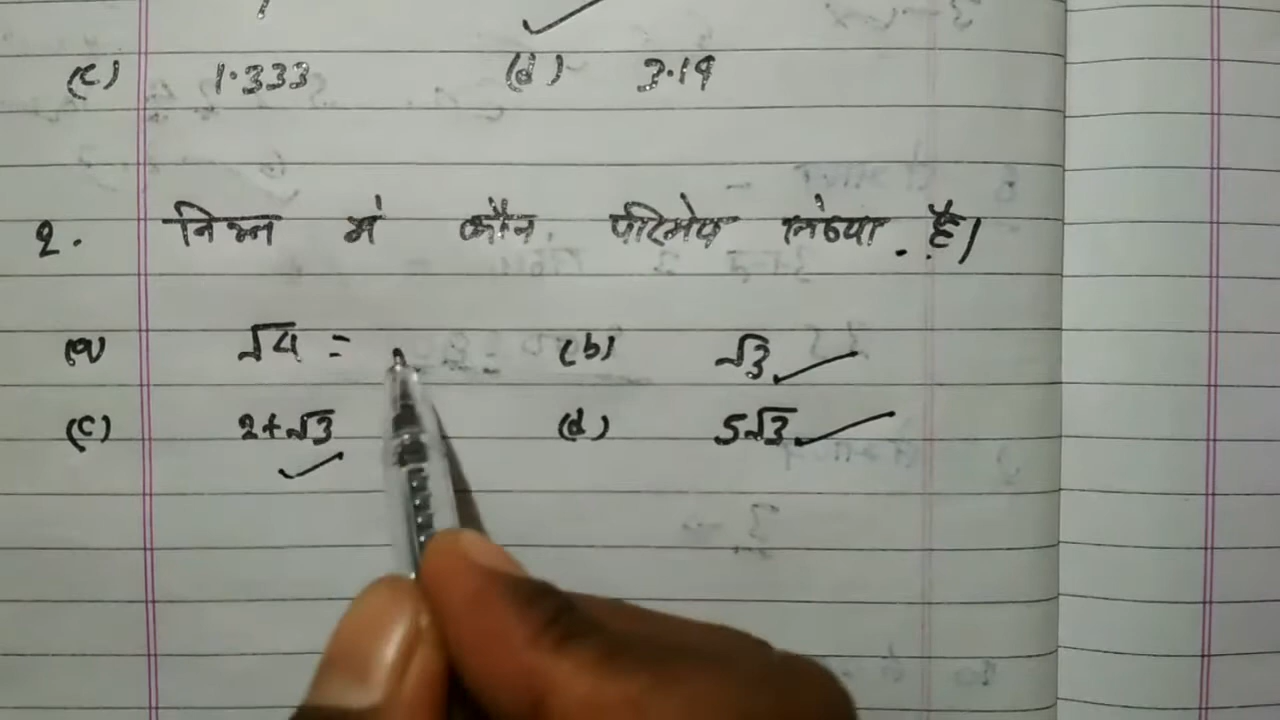 (c) 1.333 (d) 3.14
2. निम्न में कौन परिमेय संख्या है।
(a) √4 = (b) √3
(c) 2+√3 (d) 5√3